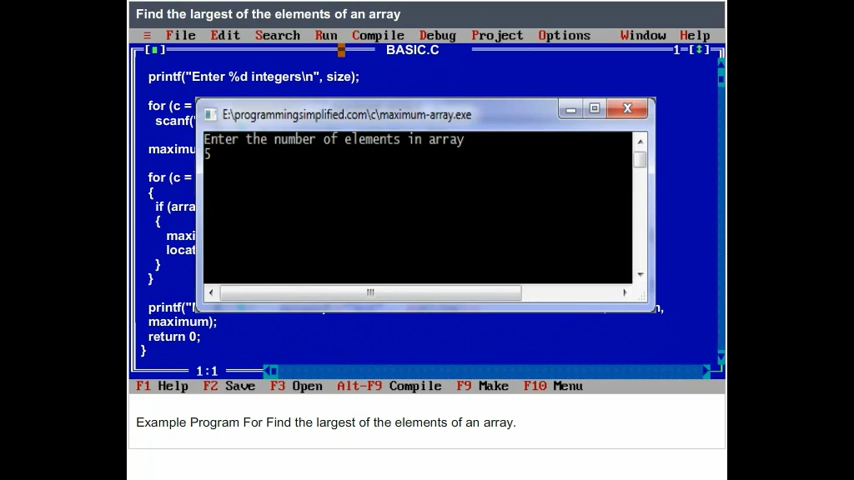 Find the largest of the elements of an array
≡ File Edit Search Run Compile Debug Project Options Window Help
BASIC.C 1
printf("Enter %d integers\n", size);
for (c =
scanf("
maximu
for (c =
{
if (arra
{
maxi
locat
}
}
printf("
maximum);
return 0;
}
E:\programmingsimplified.com\c\maximum-array.exe
Enter the number of elements in array
5
1:1
F1 Help F2 Save F3 Open Alt-F9 Compile F9 Make F10 Menu
Example Program For Find the largest of the elements of an array.